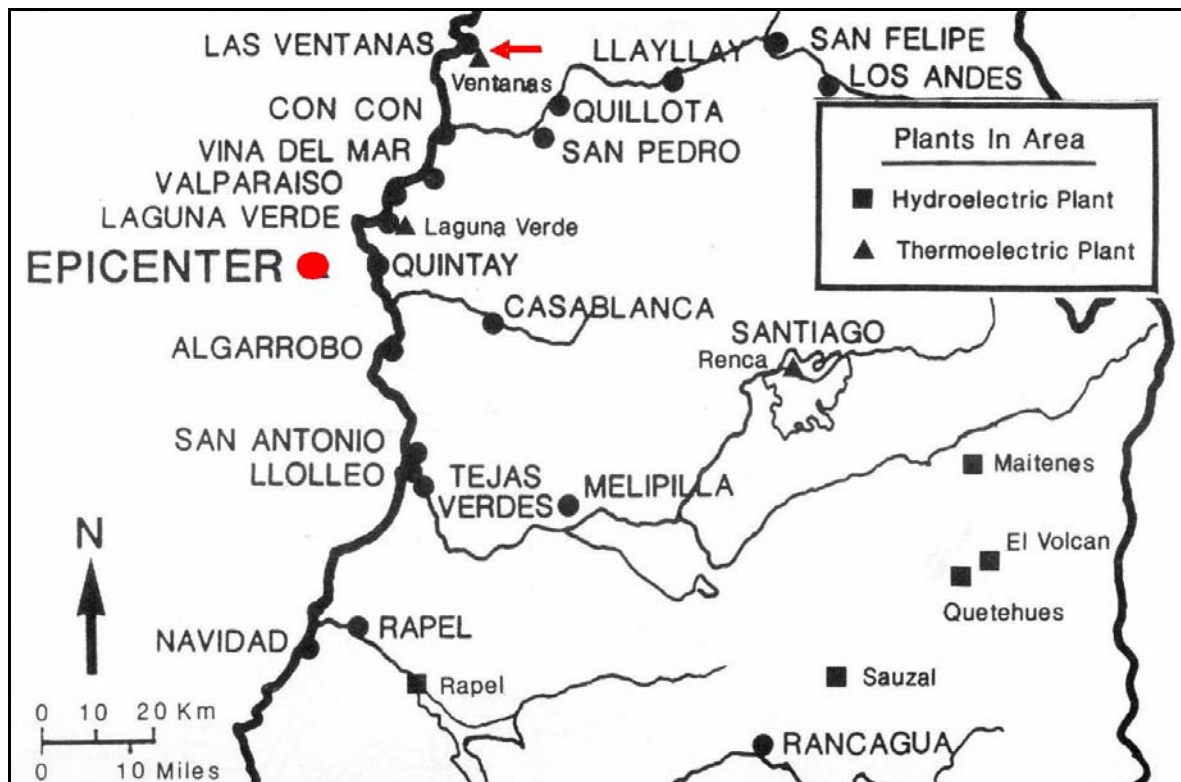 LAS VENTANAS
Ventanas
LLAYLLAY
SAN FELIPE
LOS ANDES
CON CON
QUILLOTA
VINA DEL MAR
SAN PEDRO
VALPARAISO
LAGUNA VERDE
Laguna Verde
EPICENTER
QUINTAY
Plants In Area
Hydroelectric Plant
Thermoelectric Plant
CASABLANCA
ALGARROBO
SANTIAGO
Renca
SAN ANTONIO
LLOLLEO
TEJAS
VERDES
MELIPILLA
Maitenes
El Volcan
Quetehues
N
NAVIDAD
RAPEL
Rapel
Sauzal
RANCAGUA
0 10 20 Km
0 10 Miles